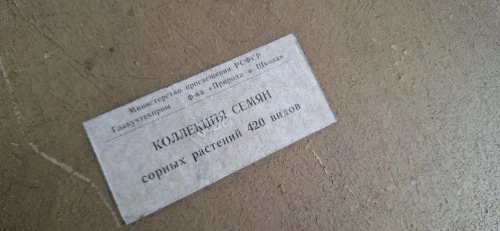 Министерство просвещения РСФСР
Главучтехпром ф-ка «Природа и Школа»
КОЛЛЕКЦИЯ СЕМЯН
сорных растений 420 видов